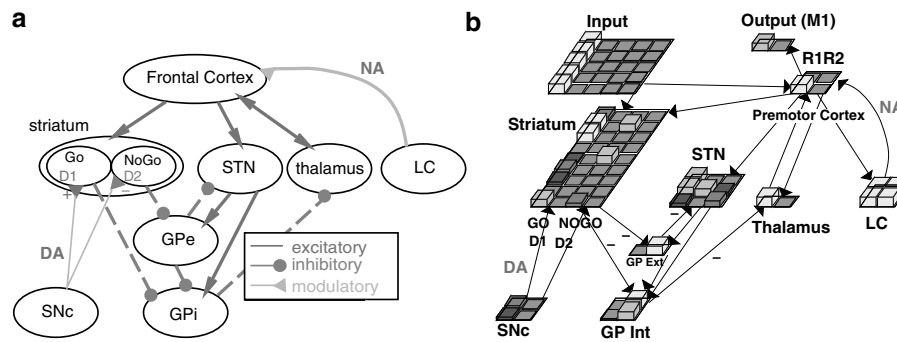 a
Frontal Cortex
NA
striatum
Go
D1
+
NoGo
D2
–
STN
thalamus
LC
GPe
DA
excitatory
inhibitory
modulatory
SNc
GPi
b
Input
Output (M1)
R1R2
NA
Premotor Cortex
Striatum
STN
GO
NOGO
D1
D2
–
–
–
GP Ext
Thalamus
LC
DA
–
–
SNc
GP Int